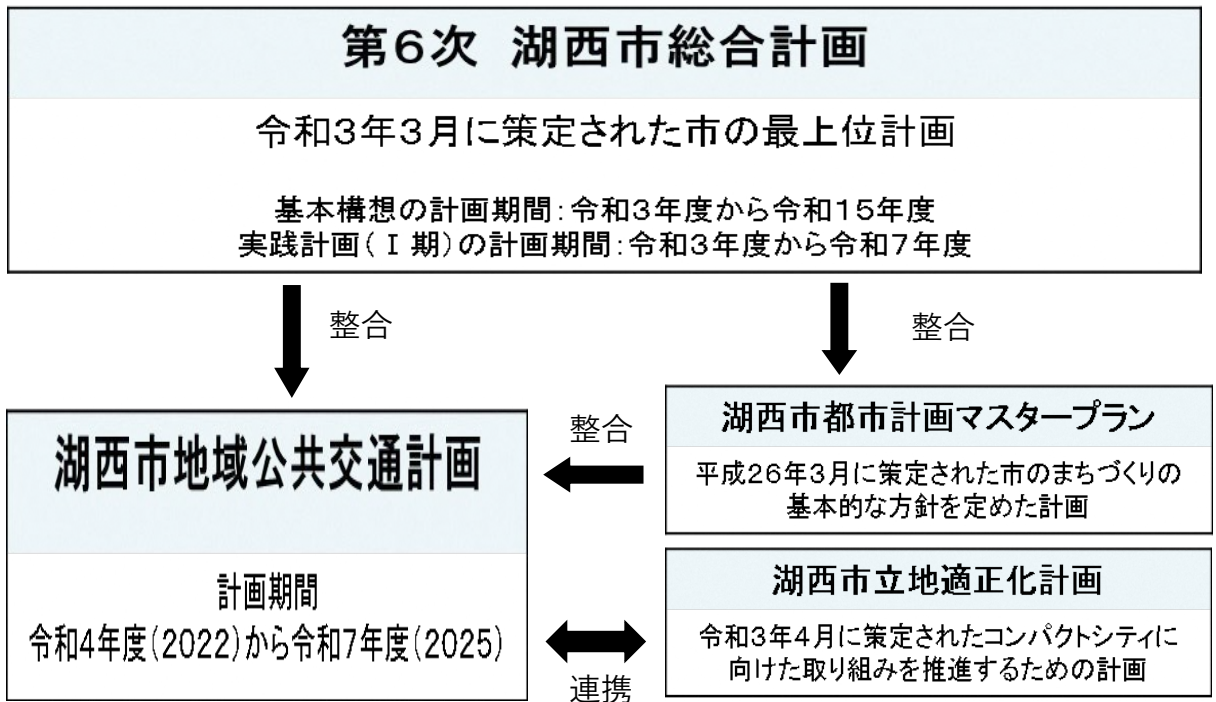 第6次 湖西市総合計画
令和3年3月に策定された市の最上位計画
基本構想の計画期間:令和3年度から令和15年度
実践計画(Ⅰ期)の計画期間:令和3年度から令和7年度
整合
整合
湖西市地域公共交通計画
計画期間
令和4年度(2022)から令和7年度(2025)
整合
連携
湖西市都市計画マスタープラン
平成26年3月に策定された市のまちづくりの
基本的な方針を定めた計画
湖西市立地適正化計画
令和3年4月に策定されたコンパクトシティに
向けた取り組みを推進するための計画